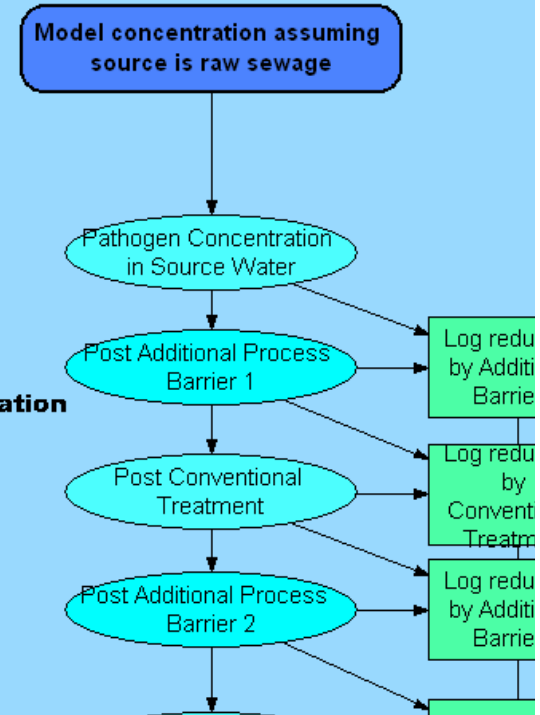 Model concentration assuming
source is raw sewage
Pathogen Concentration
in Source Water
Post Additional Process
Barrier 1
Log redu
by Additi
Barrie
ation
Post Conventional
Treatment
Log redu
by
Conventi
Treatm
Post Additional Process
Barrier 2
Log redu
by Additi
Barrie